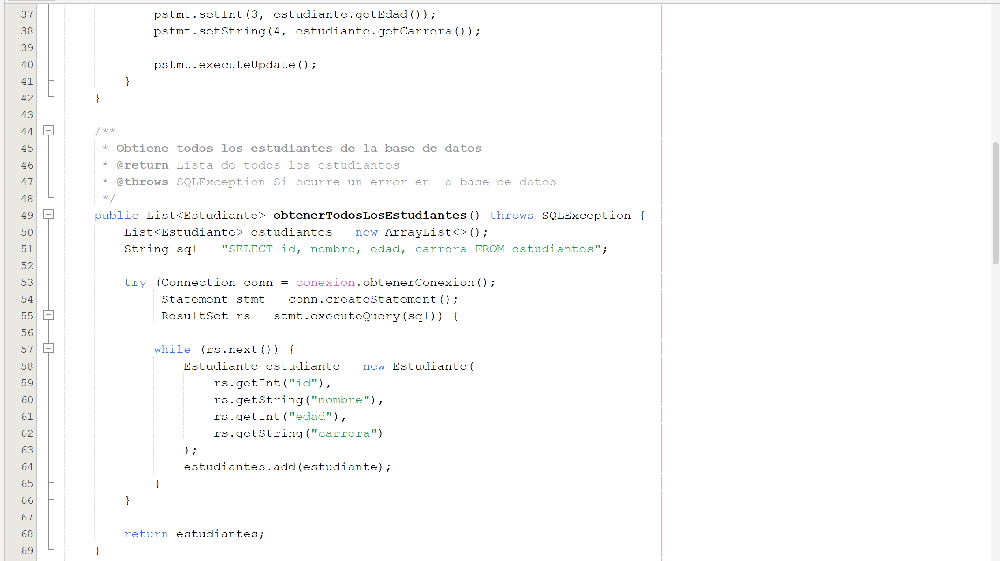 37 pstmt.setInt(3, estudiante.getEdad());
38 pstmt.setString(4, estudiante.getCarrera());
39
40 pstmt.executeUpdate();
41 }
42 }
43
44 /**
45 * Obtiene todos los estudiantes de la base de datos
46 * @return Lista de todos los estudiantes
47 * @throws SQLException Si ocurre un error en la base de datos
48 */
49 public List<Estudiante> obtenerTodosLosEstudiantes() throws SQLException {
50 List<Estudiante> estudiantes = new ArrayList<>();
51 String sql = "SELECT id, nombre, edad, carrera FROM estudiantes";
52
53 try (Connection conn = conexion.obtenerConexion();
54 Statement stmt = conn.createStatement();
55 ResultSet rs = stmt.executeQuery(sql)) {
56
57 while (rs.next()) {
58 Estudiante estudiante = new Estudiante(
59 rs.getInt("id"),
60 rs.getString("nombre"),
61 rs.getInt("edad"),
62 rs.getString("carrera")
63 );
64 estudiantes.add(estudiante);
65 }
66 }
67
68 return estudiantes;
69 }